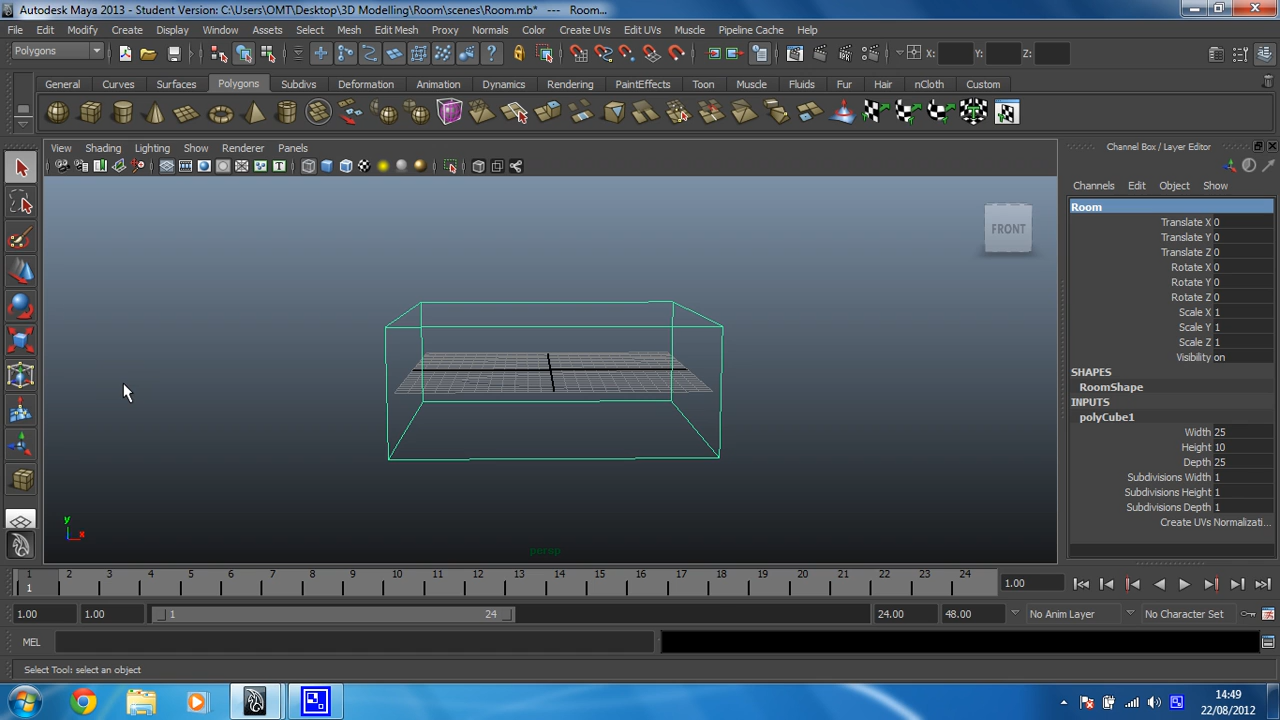 Autodesk Maya 2013 - Student Version: C:\Users\OMT\Desktop\3D Modelling\Room\scenes\Room.mb* --- Room...
File Edit Modify Create Display Window Assets Select Mesh Edit Mesh Proxy Normals Color Create UVs Edit UVs Muscle Pipeline Cache Help
Polygons X: Y: Z:
General Curves Surfaces Polygons Subdivs Deformation Animation Dynamics Rendering PaintEffects Toon Muscle Fluids Fur Hair nCloth Custom
View Shading Lighting Show Renderer Panels
Channel Box / Layer Editor
Channels Edit Object Show
Room
Translate X 0
Translate Y 0
Translate Z 0
Rotate X 0
Rotate Y 0
Rotate Z 0
Scale X 1
Scale Y 1
Scale Z 1
Visibility on
SHAPES
RoomShape
INPUTS
polyCube1
Width 25
Height 10
Depth 25
Subdivisions Width 1
Subdivisions Height 1
Subdivisions Depth 1
Create UVs Normalizati...
FRONT
y
x
persp
1 2 3 4 5 6 7 8 9 10 11 12 13 14 15 16 17 18 19 20 21 22 23 24
1
1.00
1.00 1.00 1 24 24.00 48.00 No Anim Layer No Character Set
MEL
Select Tool: select an object
14:49
22/08/2012